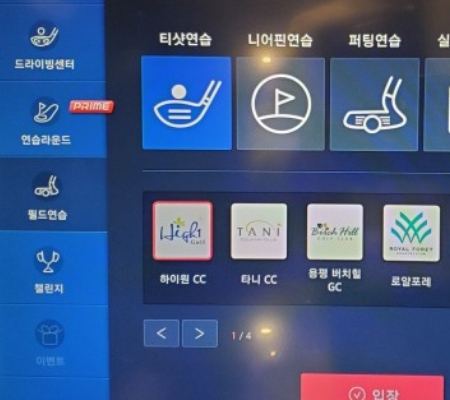 드라이빙센터
PRIME
연습라운드
필드연습
챌린지
이벤트
티샷연습
니어핀연습
퍼팅연습
High1
Golf
하이원 CC
TANI
타니 CC
Birch Hill
GOLF CLUB
용평 버치힐
GC
ROYAL FORET
로얄포레
< > 1 / 4
입장